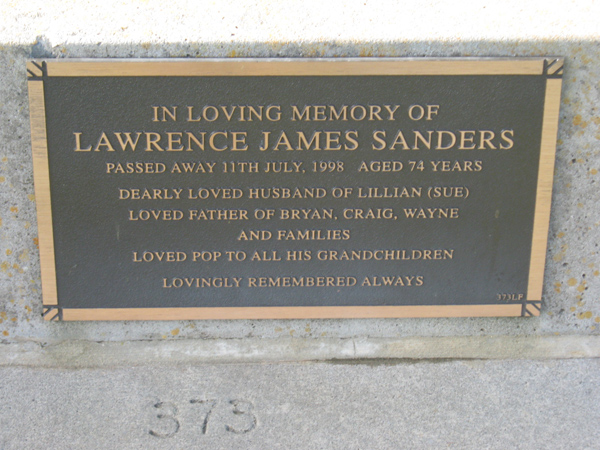 IN LOVING MEMORY OF
LAWRENCE JAMES SANDERS
PASSED AWAY 11TH JULY, 1998 AGED 74 YEARS
DEARLY LOVED HUSBAND OF LILLIAN (SUE)
LOVED FATHER OF BRYAN, CRAIG, WAYNE
AND FAMILIES
LOVED POP TO ALL HIS GRANDCHILDREN
LOVINGLY REMEMBERED ALWAYS
373LF
373